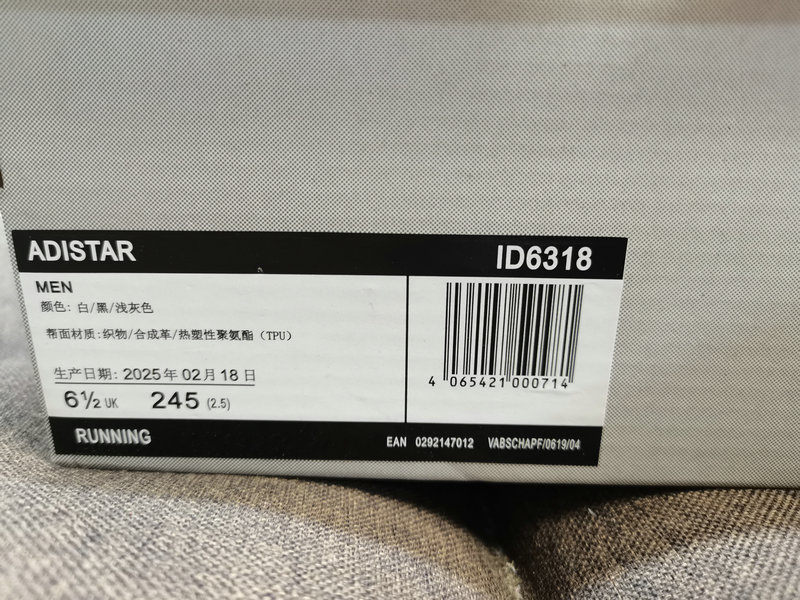 ADISTAR ID6318
MEN
颜色: 白/黑/浅灰色
帮面材质:织物/合成革/热塑性聚氨酯（TPU）
生产日期: 2025年 02月 18日
6½ UK 245 (2.5)
4 065421 000714
RUNNING EAN 0292147012 VABSCHAPF/0619/04